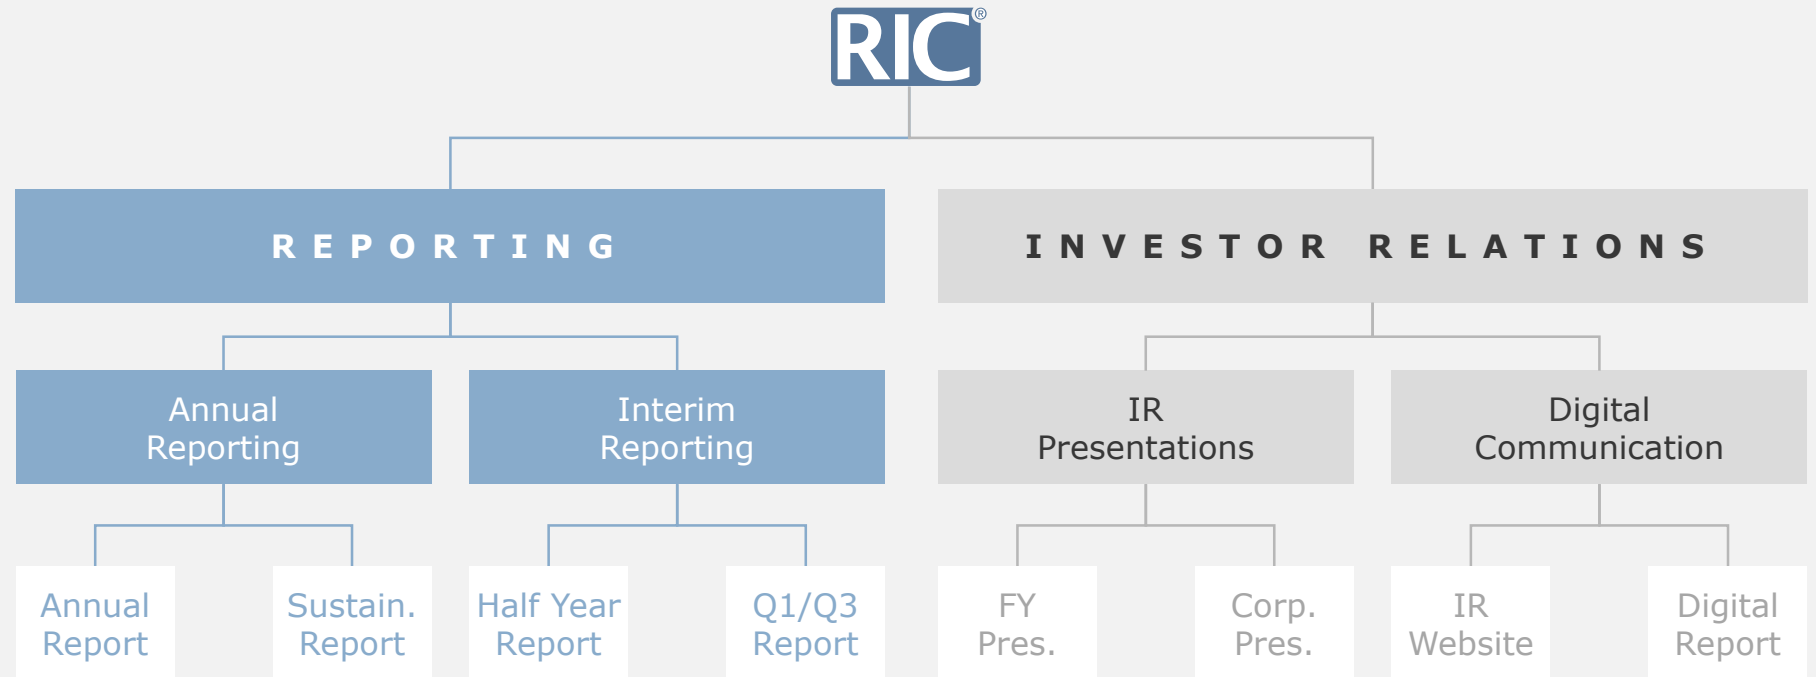 RIC®
REPORTING
INVESTOR RELATIONS
Annual
Reporting
Interim
Reporting
IR
Presentations
Digital
Communication
Annual
Report
Sustain.
Report
Half Year
Report
Q1/Q3
Report
FY
Pres.
Corp.
Pres.
IR
Website
Digital
Report